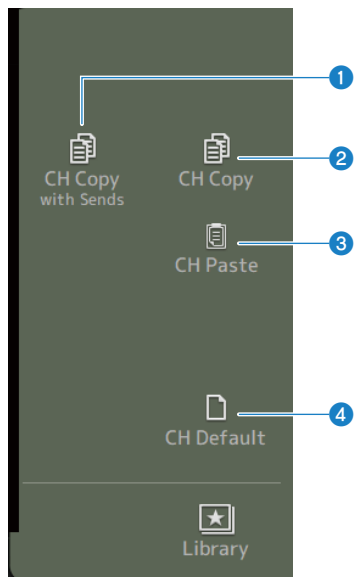 1
CH Copy
with Sends
CH Copy
2
CH Paste
3
CH Default
4
Library